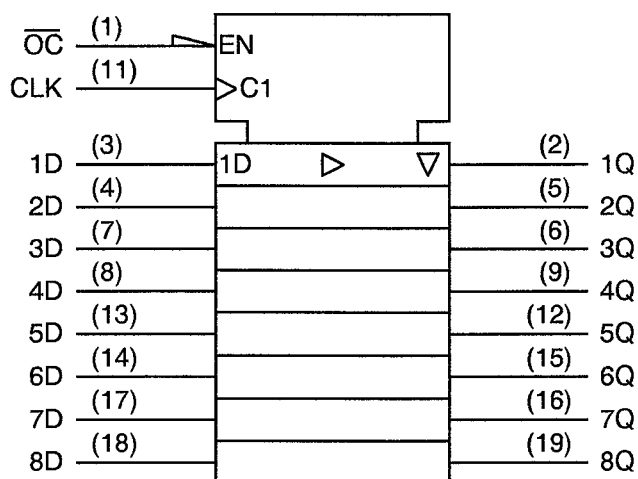 O̅C̅ (1) EN
CLK (11) C1
1D (3) 1D (2) 1Q
2D (4) (5) 2Q
3D (7) (6) 3Q
4D (8) (9) 4Q
5D (13) (12) 5Q
6D (14) (15) 6Q
7D (17) (16) 7Q
8D (18) (19) 8Q